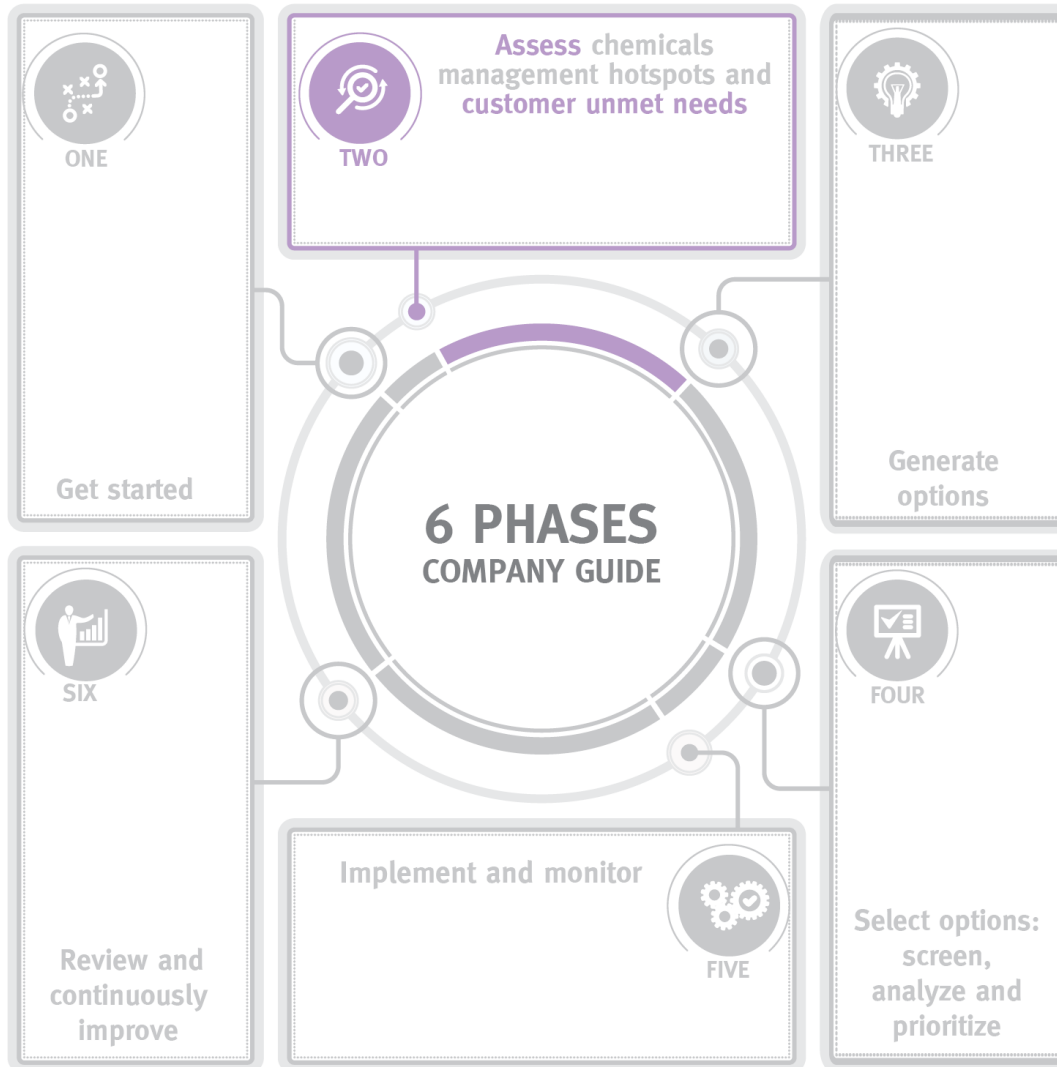 ONE
Get started
Assess chemicals
management hotspots and
customer unmet needs
TWO
THREE
Generate
options
6 PHASES
COMPANY GUIDE
SIX
Review and
continuously
improve
Implement and monitor
FIVE
FOUR
Select options:
screen,
analyze and
prioritize